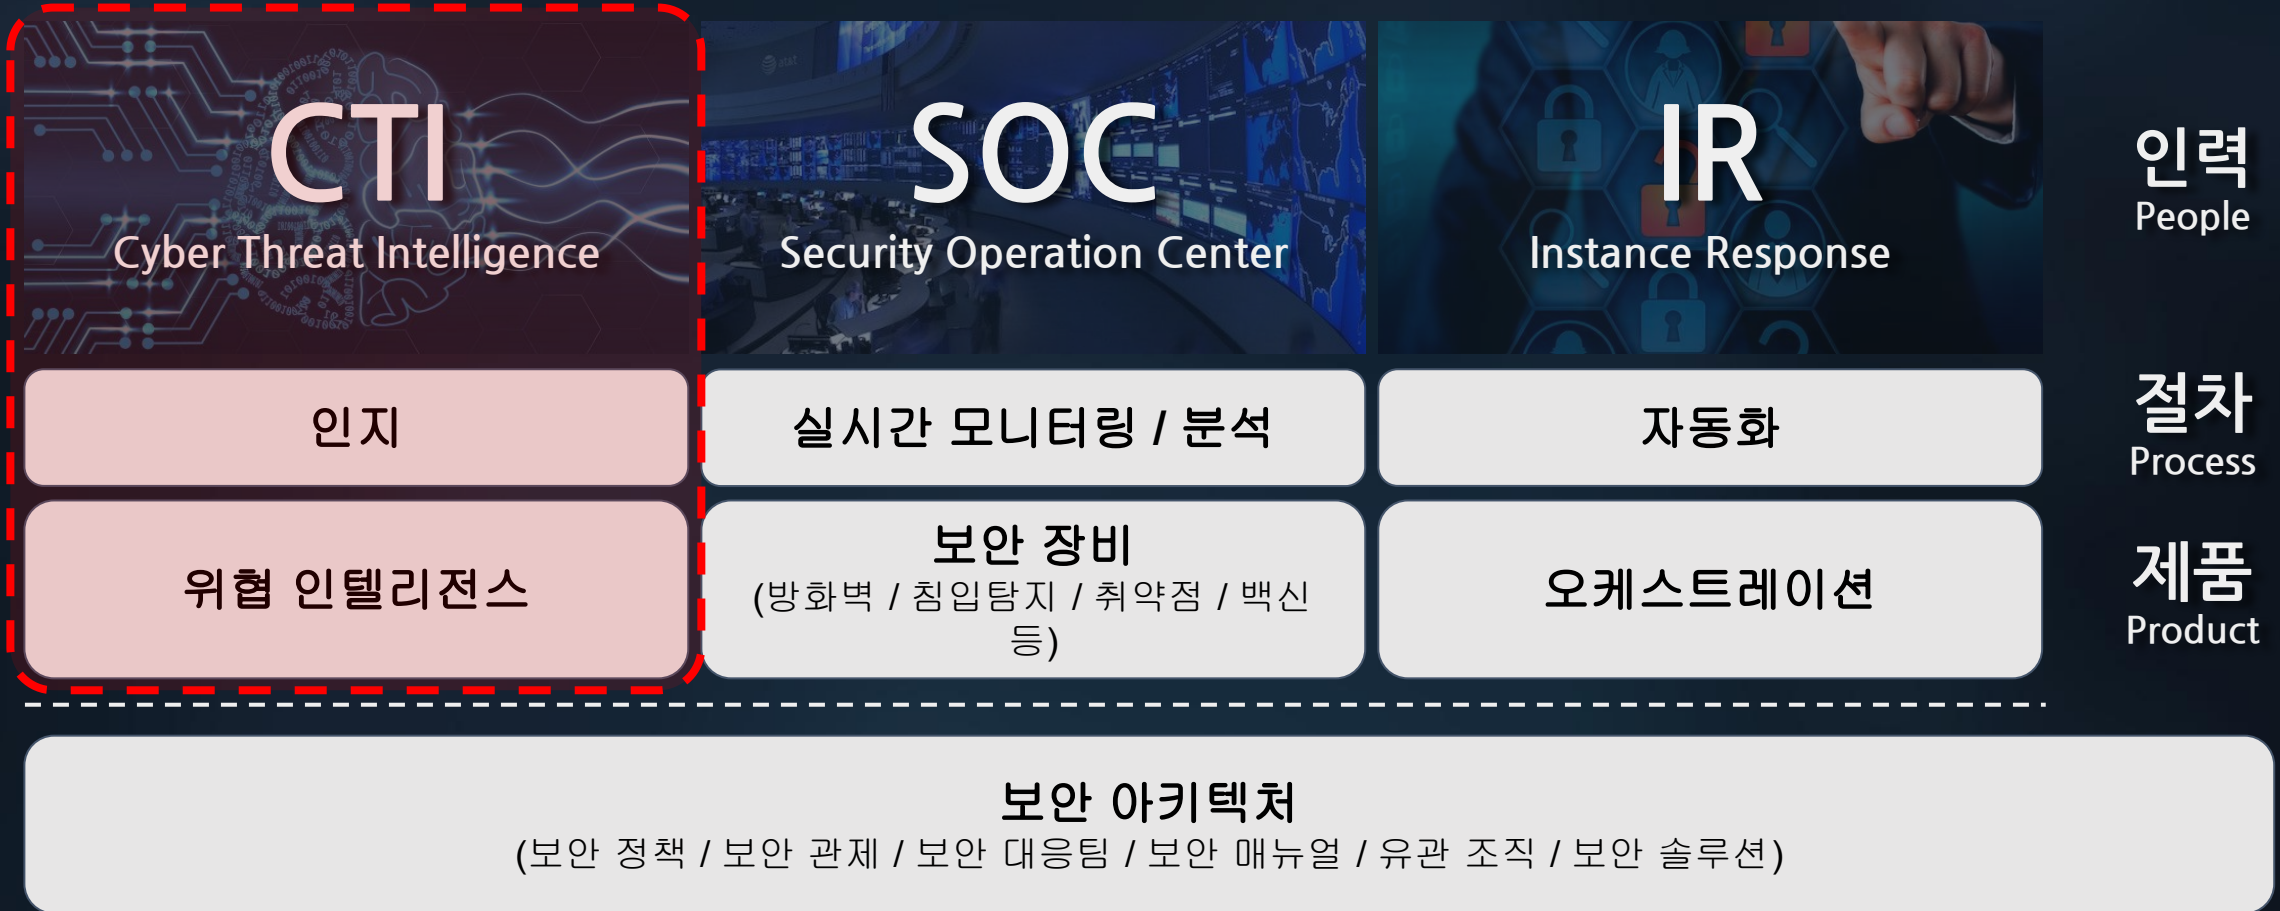 CTI
Cyber Threat Intelligence
SOC
Security Operation Center
IR
Instance Response
인력
People
인지
실시간 모니터링 / 분석
자동화
절차
Process
위협 인텔리전스
보안 장비
(방화벽 / 침입탐지 / 취약점 / 백신
등)
오케스트레이션
제품
Product
보안 아키텍처
(보안 정책 / 보안 관제 / 보안 대응팀 / 보안 매뉴얼 / 유관 조직 / 보안 솔루션)